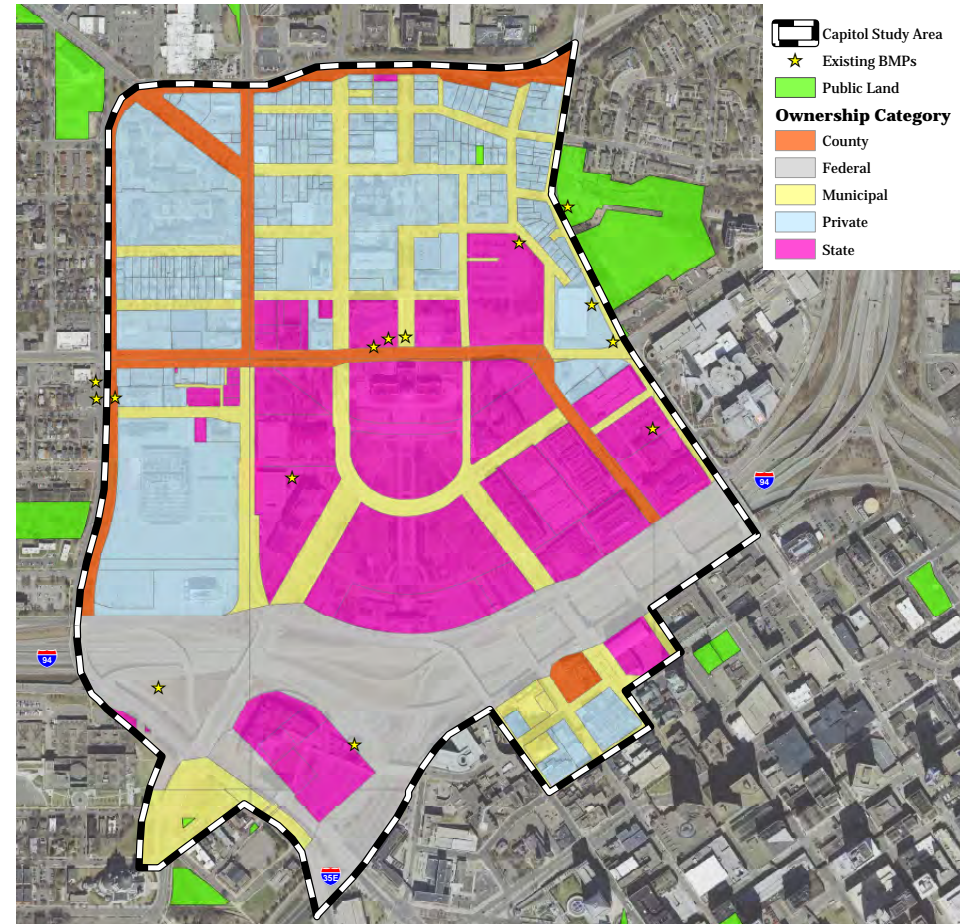 Capitol Study Area
Existing BMPs
Public Land
Ownership Category
County
Federal
Municipal
Private
State
94
94
35E